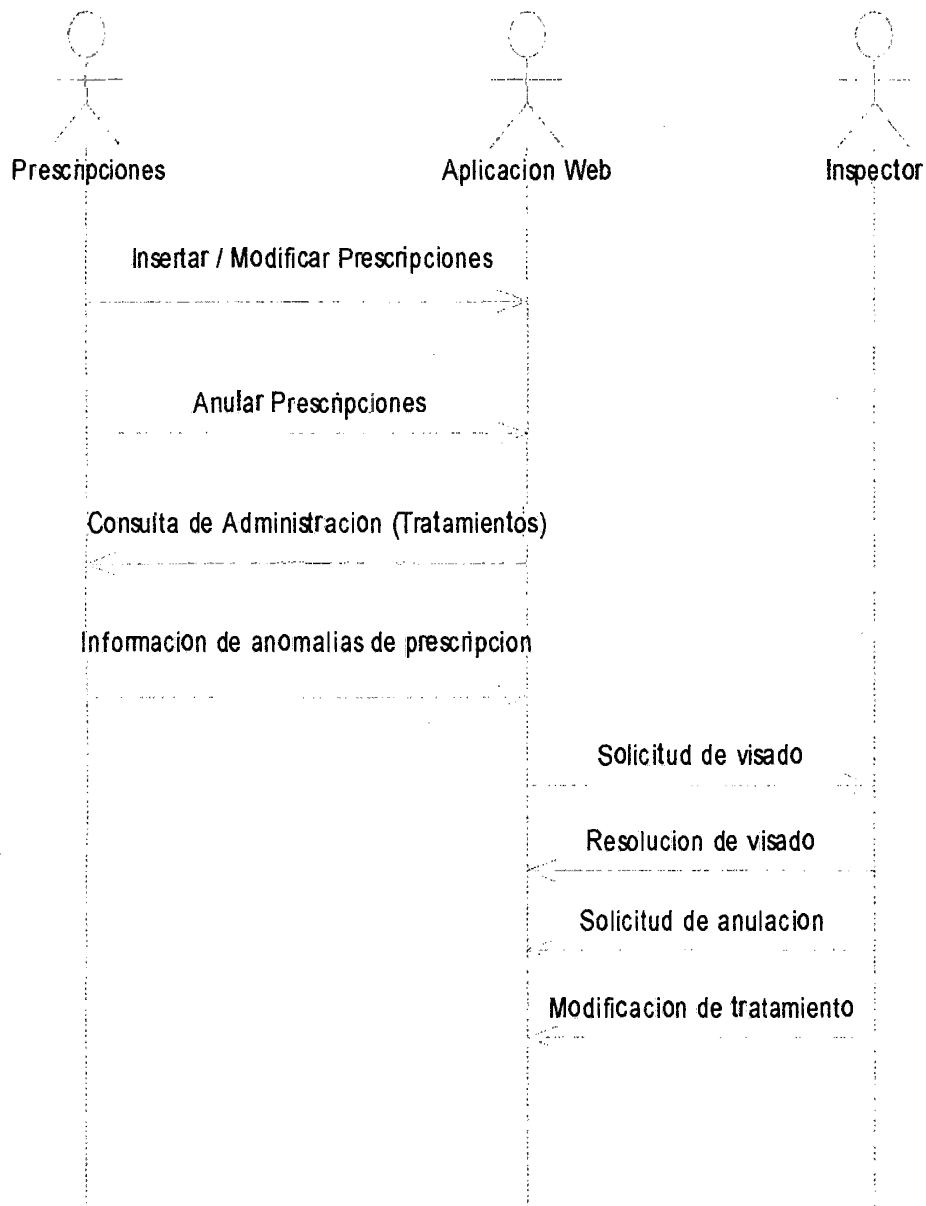 Prescripciones
Aplicacion Web
Inspector
Insertar / Modificar Prescripciones
Anular Prescripciones
Consulta de Administracion (Tratamientos)
Informacion de anomalias de prescripcion
Solicitud de visado
Resolucion de visado
Solicitud de anulacion
Modificacion de tratamiento